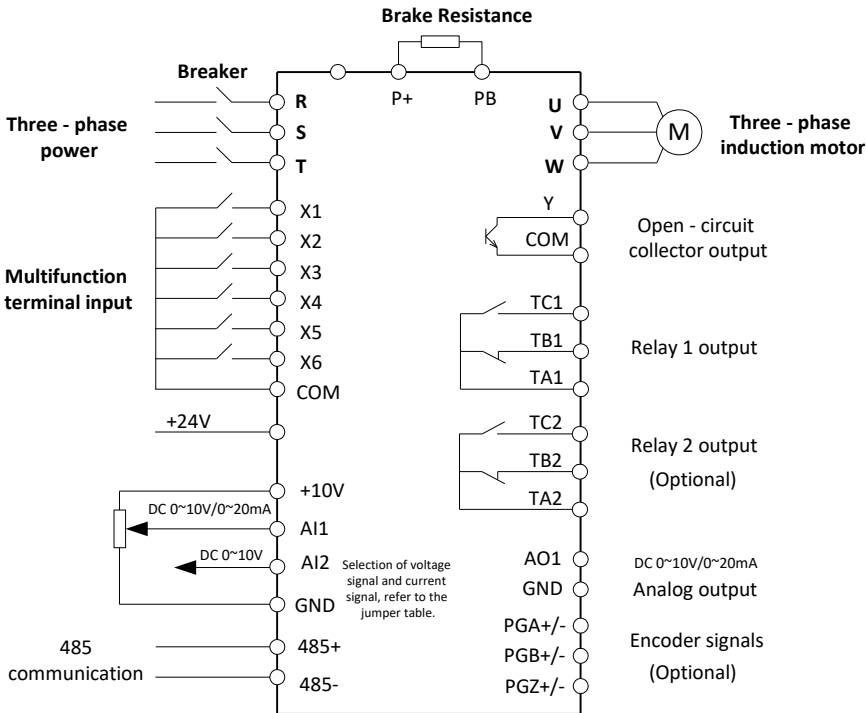 Brake Resistance
Breaker
P+
PB
Three - phase
power
R
S
T
U
V
W
M
Three - phase
induction motor
Multifunction
terminal input
X1
X2
X3
X4
X5
X6
COM
Y
COM
Open - circuit
collector output
TC1
TB1
TA1
Relay 1 output
+24V
TC2
TB2
TA2
Relay 2 output
(Optional)
+10V
DC 0~10V/0~20mA
AI1
DC 0~10V
AI2
GND
Selection of voltage
signal and current
signal, refer to the
jumper table.
AO1
GND
DC 0~10V/0~20mA
Analog output
485
communication
485+
485-
PGA+/-
PGB+/-
PGZ+/-
Encoder signals
(Optional)